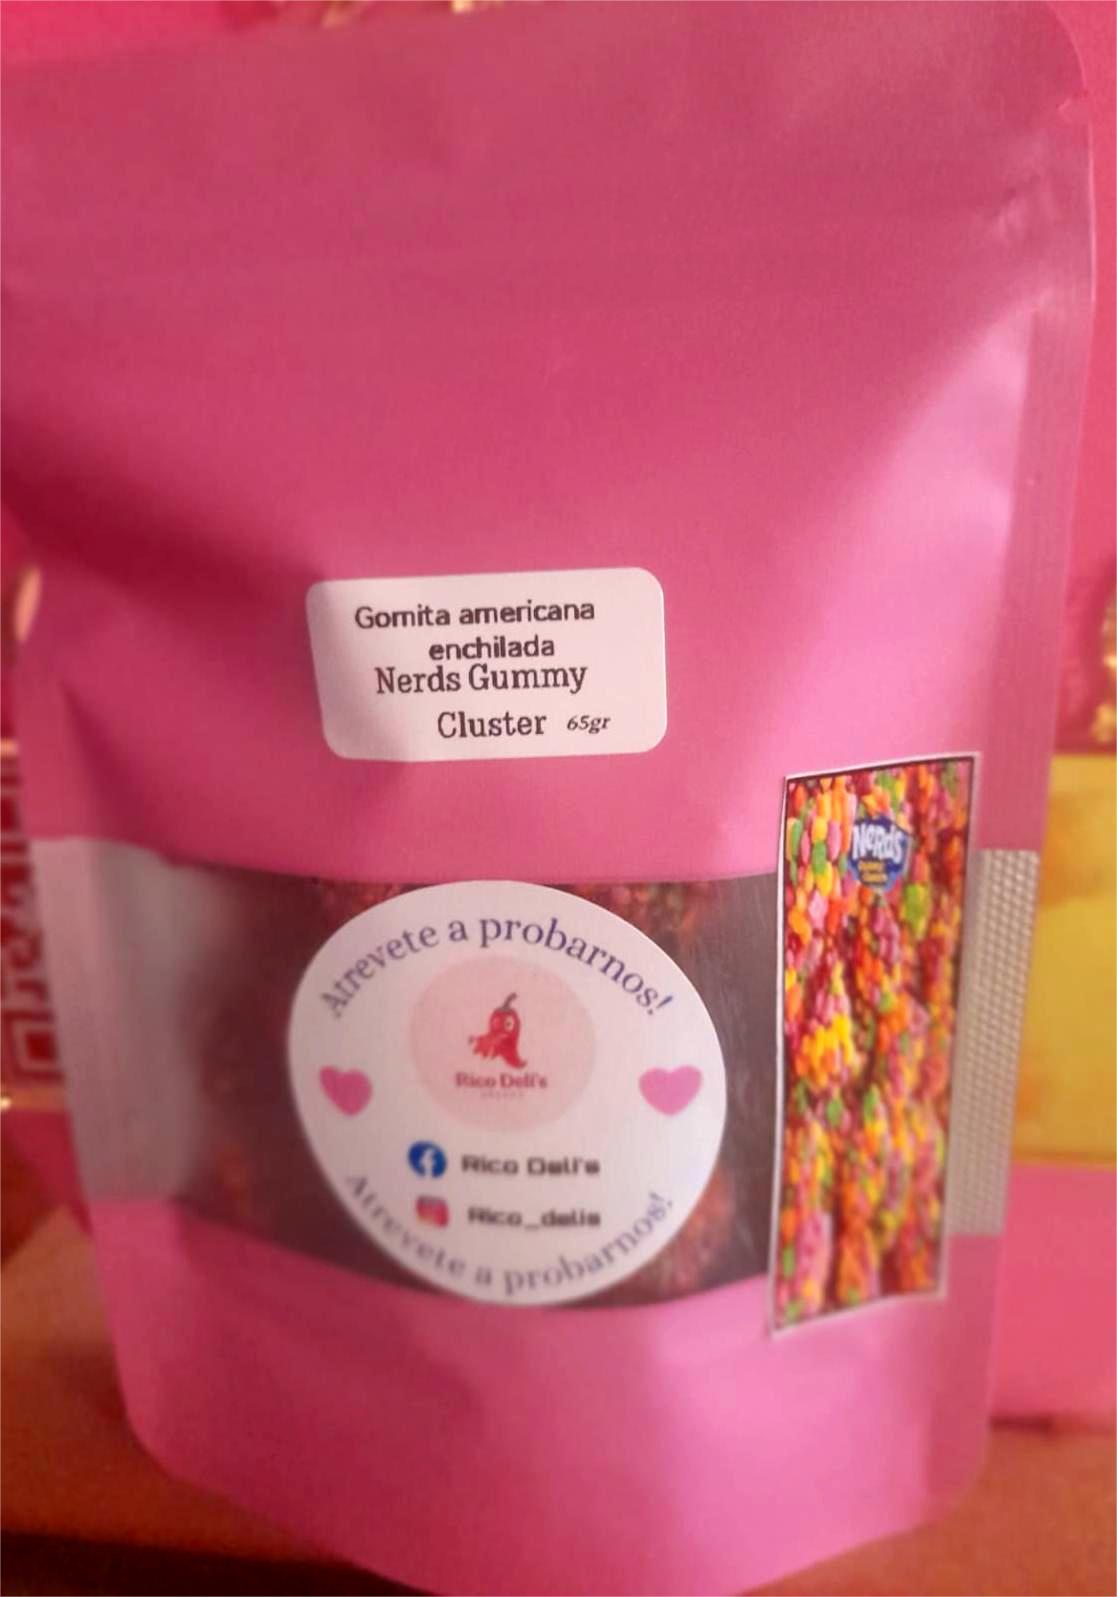 Gomita americana
enchilada
Nerds Gummy
Cluster 65gr
NeRds
Atrevete a probarnos!
Rico Deli's
Rico Deli's
Rico_delis
Atrevete a probarnos!